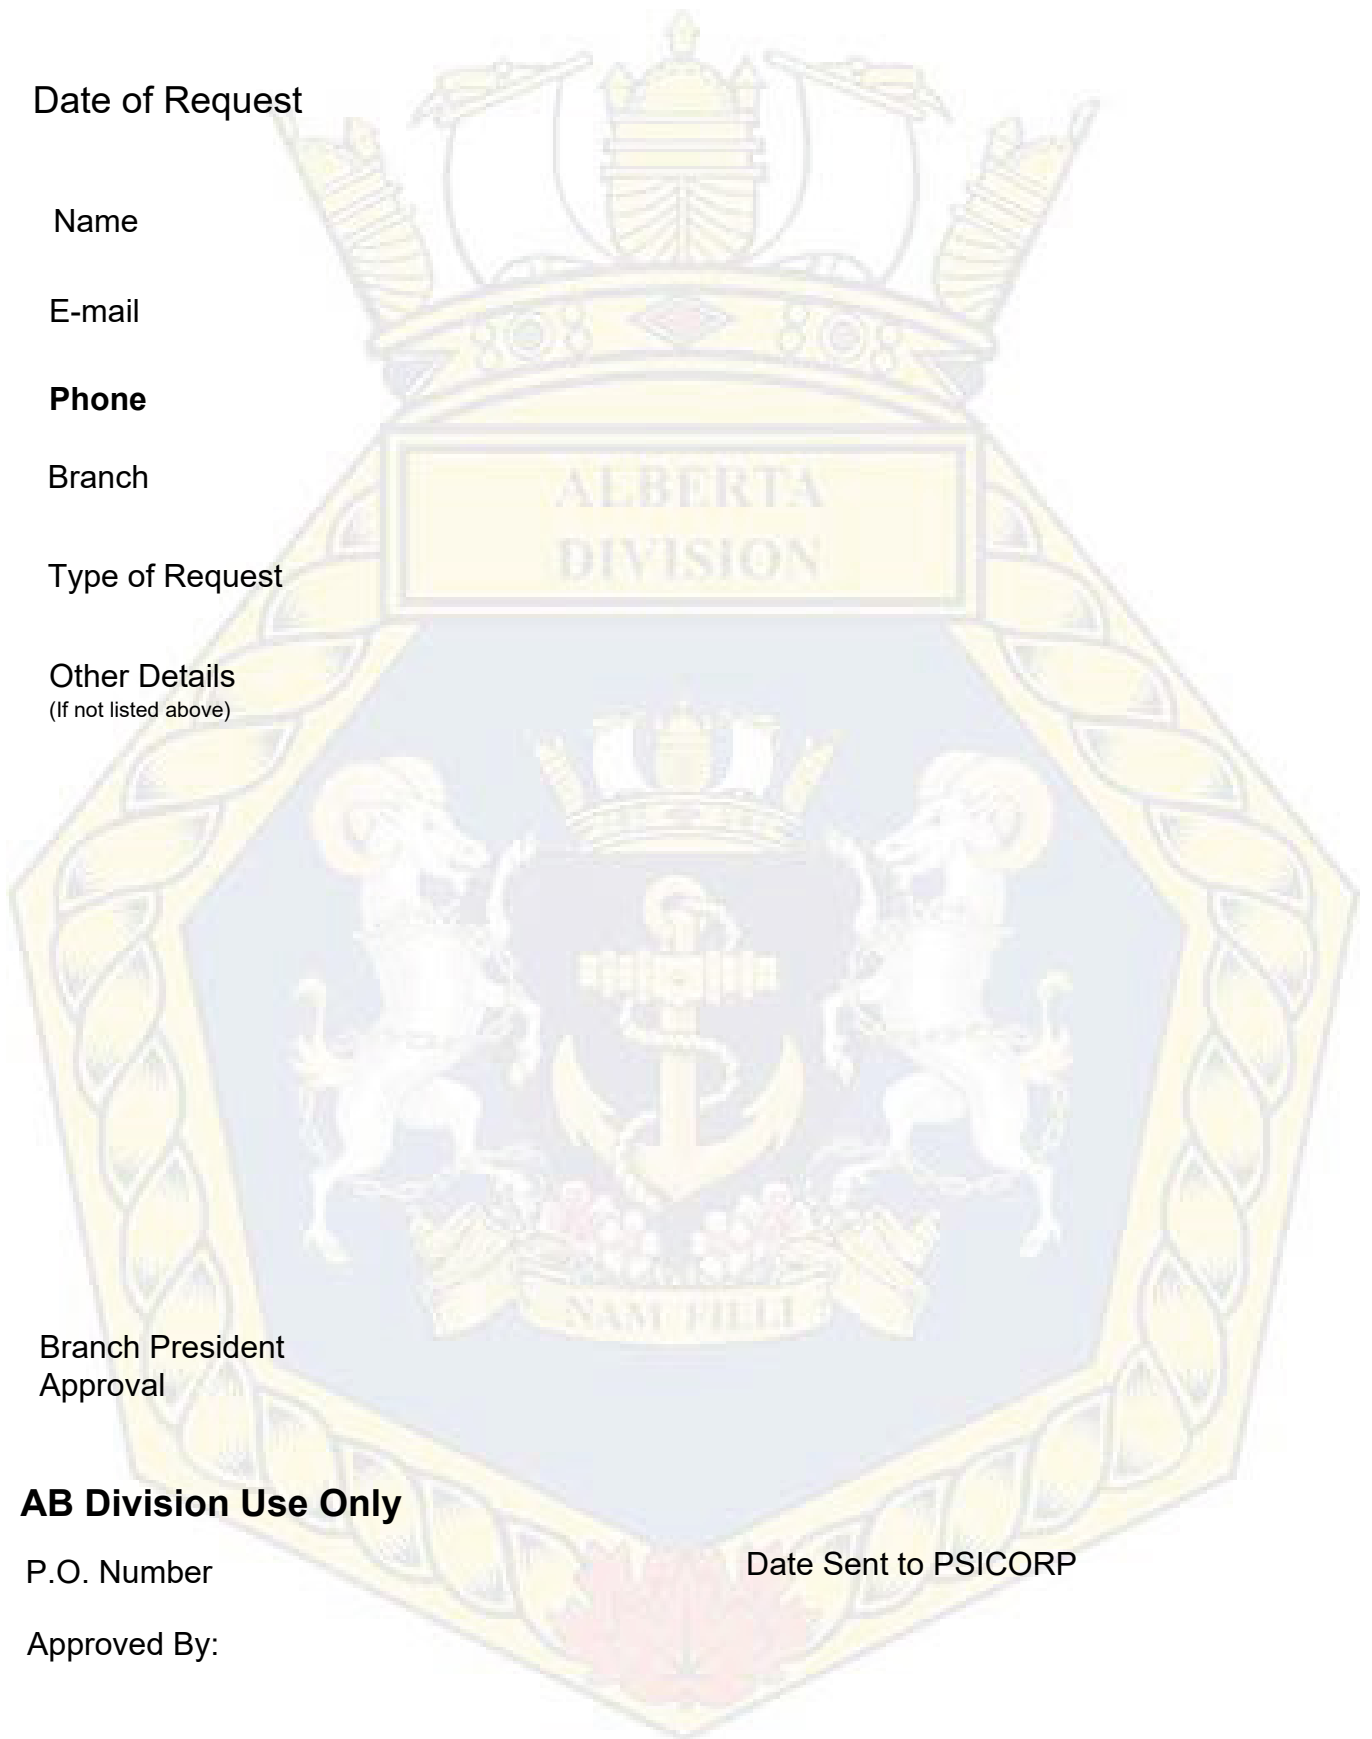 Date of Request
Name
E-mail
Phone
Branch
ALBERTA
DIVISION
Type of Request
Other Details
(If not listed above)
NAM FILLI
Branch President
Approval
AB Division Use Only
P.O. Number
Date Sent to PSICORP
Approved By: